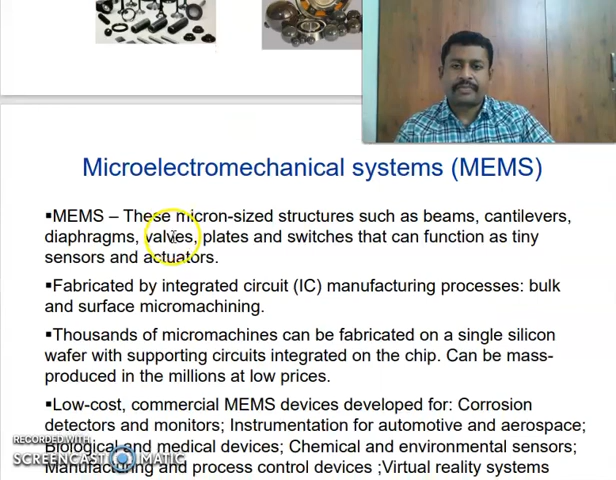 Microelectromechanical systems (MEMS)
▪MEMS – These micron-sized structures such as beams, cantilevers,
diaphragms, valves, plates and switches that can function as tiny
sensors and actuators.
▪Fabricated by integrated circuit (IC) manufacturing processes: bulk
and surface micromachining.
▪Thousands of micromachines can be fabricated on a single silicon
wafer with supporting circuits integrated on the chip. Can be mass-
produced in the millions at low prices.
▪Low-cost, commercial MEMS devices developed for: Corrosion
detectors and monitors; Instrumentation for automotive and aerospace;
Biological and medical devices; Chemical and environmental sensors;
Manufacturing and process control devices ;Virtual reality systems
RECORDED WITH
SCREENCAST MATIC